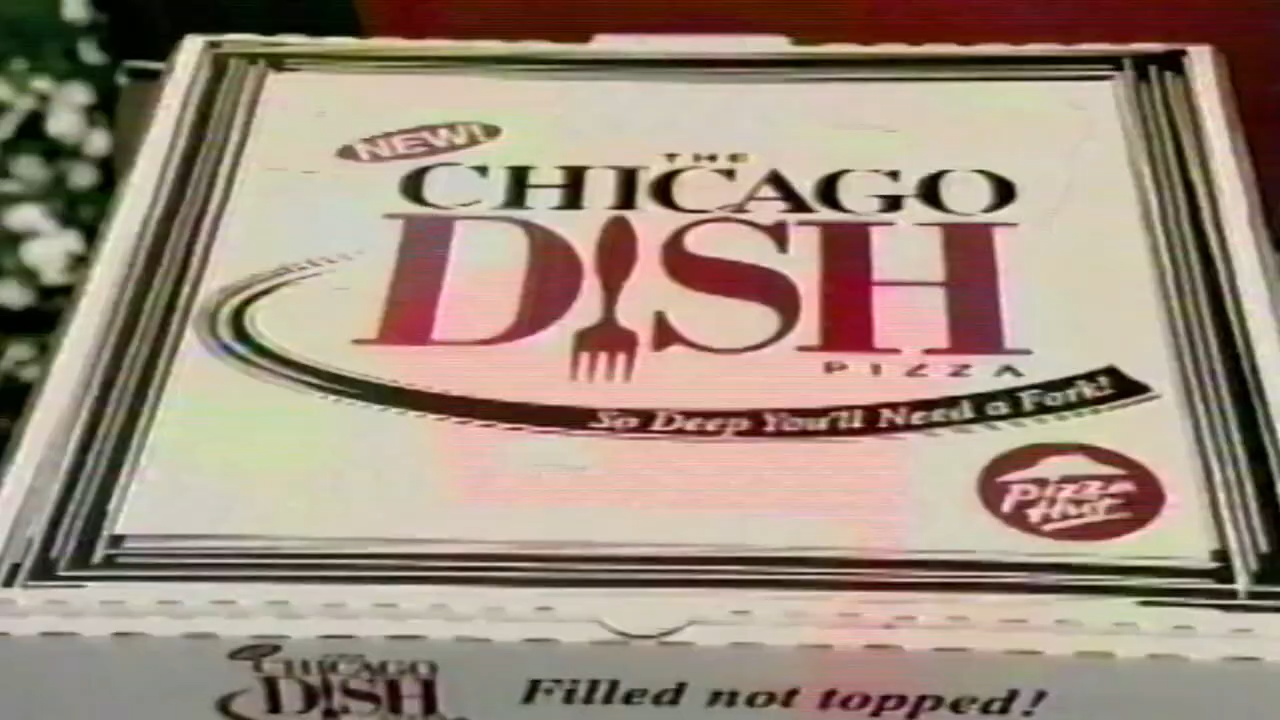 NEW!
THE
CHICAGO
DISH
PIZZA
So Deep You'll Need a Fork!
Pizza
Hut
CHICAGO
DISH
Filled not topped!